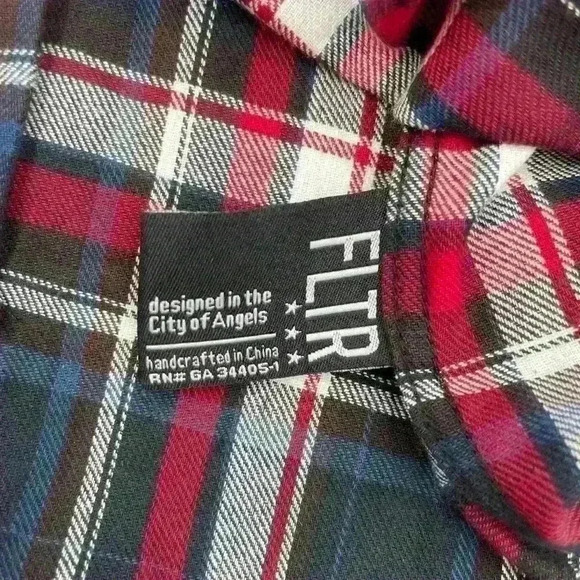 designed in the
City of Angels
handcrafted in China
RN# GA 34405-1
FLTR